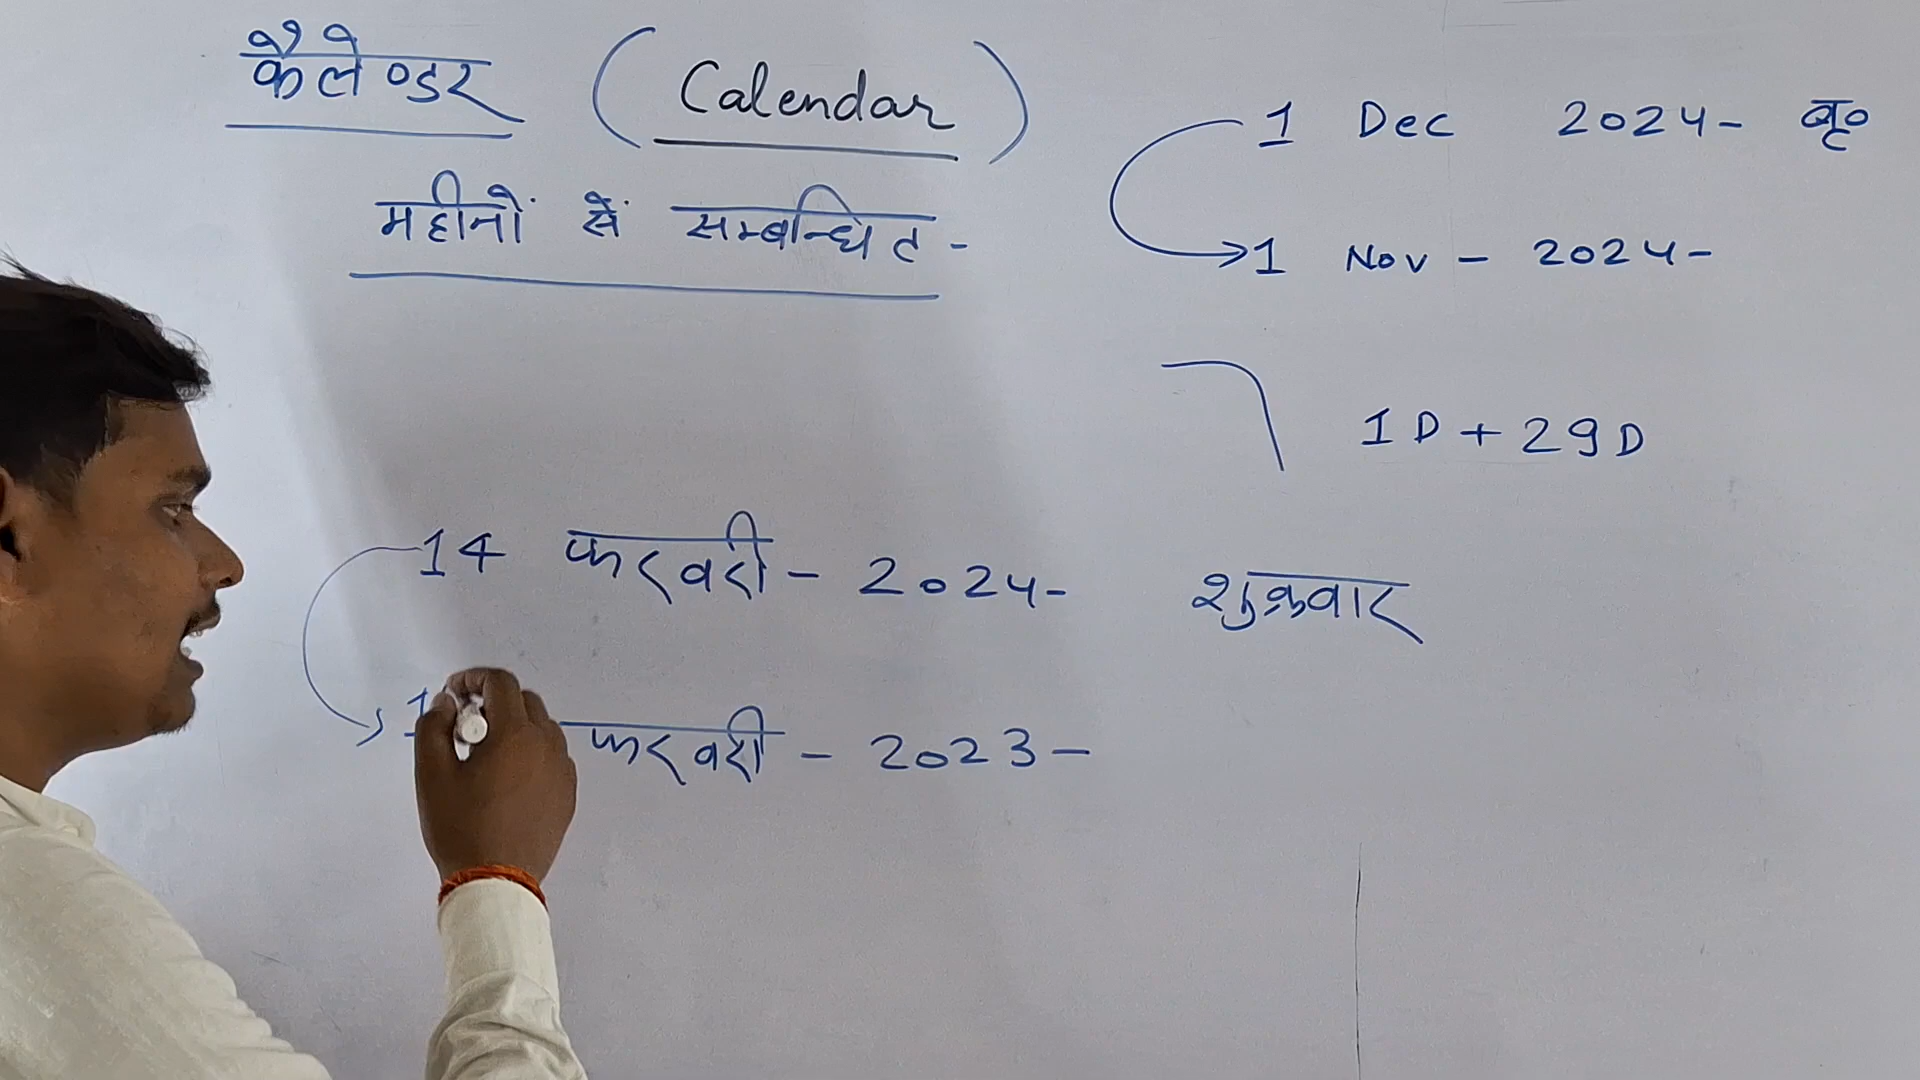 कैलेण्डर ( Calendar )
महीनों सें सम्बन्धित -
1 Dec 2024 - बृ०
1 Nov - 2024 -
1D + 29D
14 फरवरी - 2024 - शुक्रवार
1 फरवरी - 2023 -